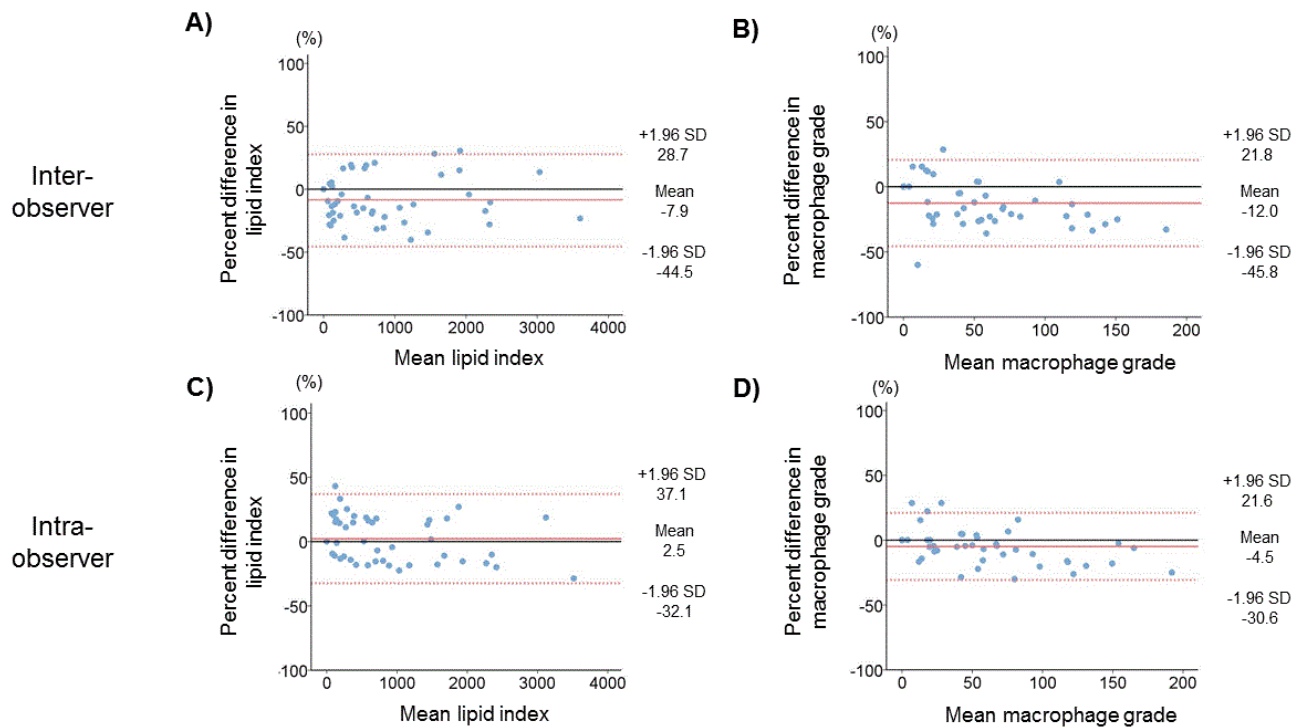 A)
(%)
100
50
0
-50
-100
Percent difference in
lipid index
0 1000 2000 3000 4000
Mean lipid index
+1.96 SD
28.7
Mean
-7.9
-1.96 SD
-44.5
B)
(%)
100
50
0
-50
-100
Percent difference in
macrophage grade
0 50 100 150 200
Mean macrophage grade
+1.96 SD
21.8
Mean
-12.0
-1.96 SD
-45.8
Inter-
observer
C)
(%)
100
50
0
-50
-100
Percent difference in
lipid index
0 1000 2000 3000 4000
Mean lipid index
+1.96 SD
37.1
Mean
2.5
-1.96 SD
-32.1
D)
(%)
100
50
0
-50
-100
Percent difference in
macrophage grade
0 50 100 150 200
Mean macrophage grade
+1.96 SD
21.6
Mean
-4.5
-1.96 SD
-30.6
Intra-
observer